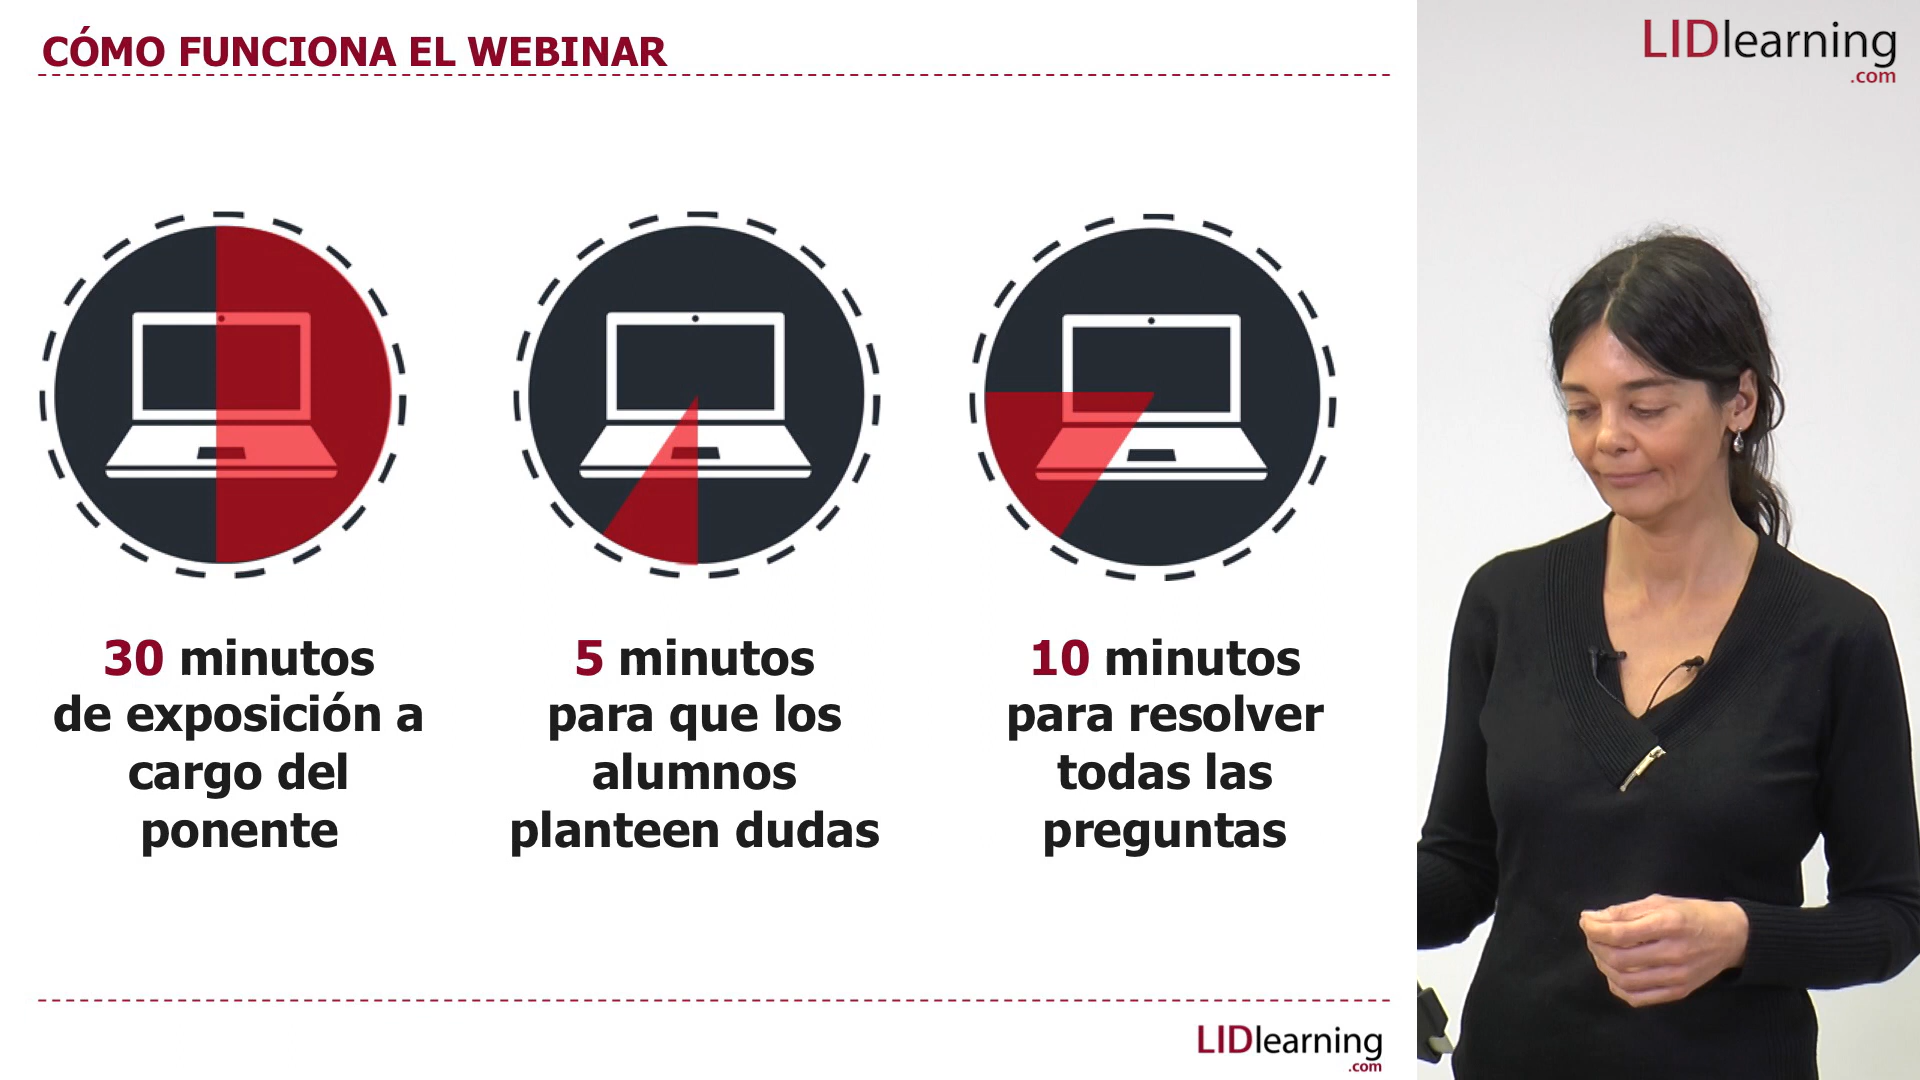 CÓMO FUNCIONA EL WEBINAR
LIDlearning
.com
30 minutos
de exposición a
cargo del
ponente
5 minutos
para que los
alumnos
planteen dudas
10 minutos
para resolver
todas las
preguntas
LIDlearning
.com